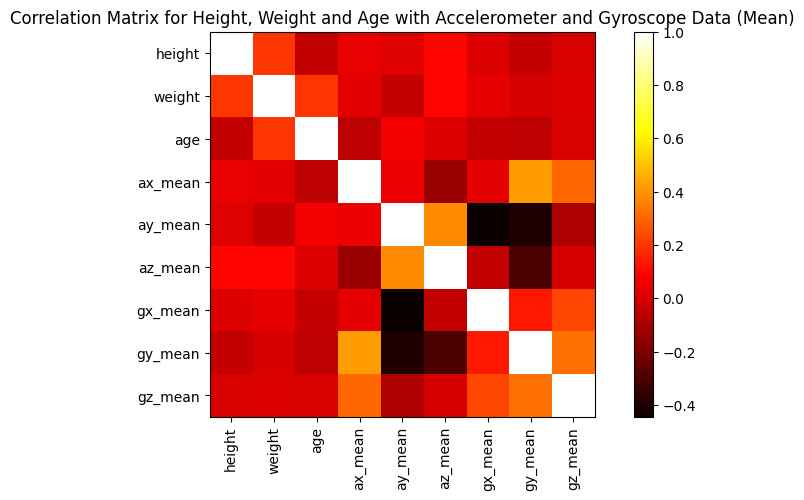 Correlation Matrix for Height, Weight and Age with Accelerometer and Gyroscope Data (Mean)
height
weight
age
ax_mean
ay_mean
az_mean
gx_mean
gy_mean
gz_mean
height
weight
age
ax_mean
ay_mean
az_mean
gx_mean
gy_mean
gz_mean
1.0
0.8
0.6
0.4
0.2
0.0
−0.2
−0.4